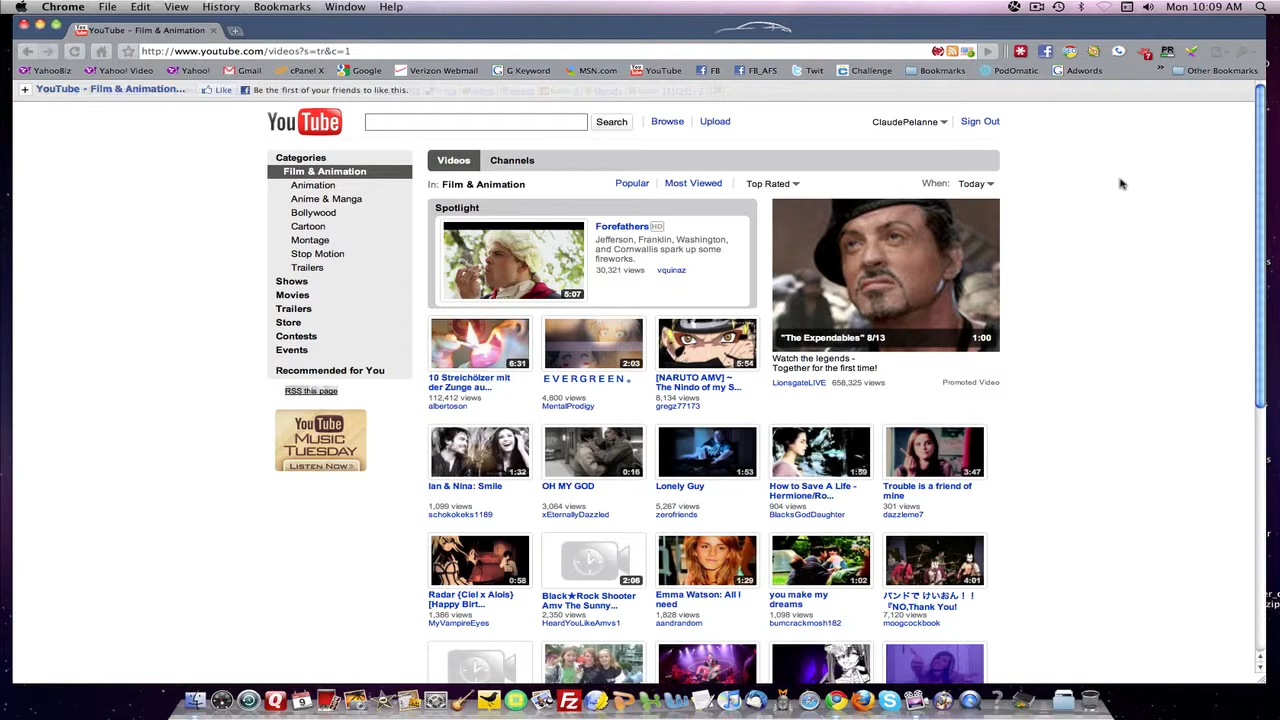 Chrome File Edit View History Bookmarks Window Help Mon 10:09 AM
YouTube – Film & Animation
http://www.youtube.com/videos?s=tr&c=1
YahooBiz Yahoo! Video Yahoo! Gmail cPanel X Google Verizon Webmail G Keyword MSN.com YouTube FB FB_AFS Twit Challenge Bookmarks PodOmatic Adwords Other Bookmarks
YouTube - Film & Animation... Like Be the first of your friends to like this.
YouTube Search Browse Upload ClaudePelanne Sign Out
Categories
Film & Animation
Animation
Anime & Manga
Bollywood
Cartoon
Montage
Stop Motion
Trailers
Shows
Movies
Trailers
Store
Contests
Events
Recommended for You
RSS this page
YouTube
MUSIC
TUESDAY
LISTEN NOW
Videos Channels
In: Film & Animation Popular Most Viewed Top Rated When: Today
Spotlight
5:07
Forefathers HD
Jefferson, Franklin, Washington,
and Cornwallis spark up some
fireworks.
30,321 views vquinaz
"The Expendables" 8/13 1:00
Watch the legends -
Together for the first time!
LionsgateLIVE 658,325 views Promoted Video
6:31
10 Streichölzer mit
der Zunge au...
112,412 views
albertoson
2:03
ＥＶＥＲＧＲＥＥＮ。
4,800 views
MentalProdigy
5:54
[NARUTO AMV] ~
The Nindo of my S...
8,134 views
gregz77173
1:32
Ian & Nina: Smile
1,099 views
schokokeks1189
0:16
OH MY GOD
3,064 views
xEternallyDazzled
1:53
Lonely Guy
5,267 views
zerofriends
1:59
How to Save A Life -
Hermione/Ro...
904 views
BlacksGodDaughter
3:47
Trouble is a friend of
mine
301 views
dazzleme7
0:58
Radar {Ciel x Alois}
[Happy Birt...
1,386 views
MyVampireEyes
2:06
Black★Rock Shooter
Amv The Sunny...
2,350 views
HeardYouLikeAmvs1
1:29
Emma Watson: All I
need
1,828 views
aandrandom
1:02
you make my
dreams
1,098 views
bumcrackmosh182
4:01
バンドで けいおん！！
『NO,Thank You!
7,120 views
moogcockbook